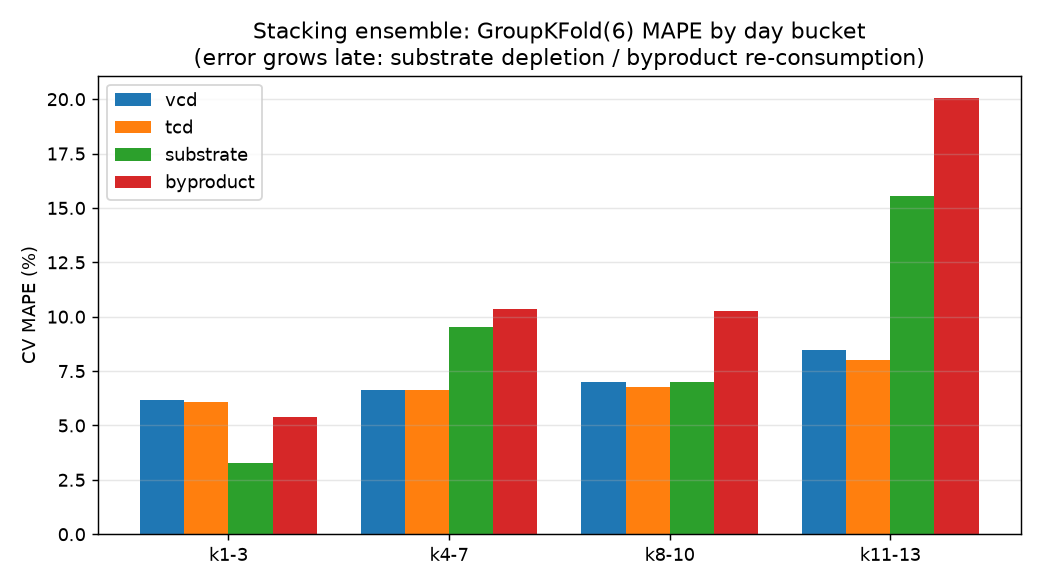 Stacking ensemble: GroupKFold(6) MAPE by day bucket
(error grows late: substrate depletion / byproduct re-consumption)
vcd
tcd
substrate
byproduct
CV MAPE (%)
20.0
17.5
15.0
12.5
10.0
7.5
5.0
2.5
0.0
k1-3
k4-7
k8-10
k11-13